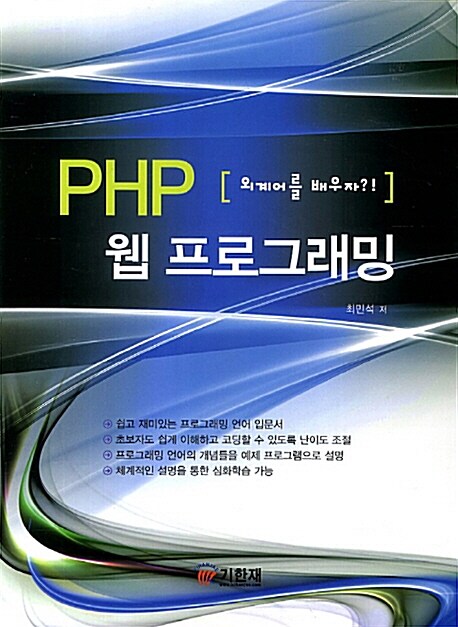 PHP [ 외계어를 배우자?! ]
웹 프로그래밍
최민석 저
쉽고 재미있는 프로그래밍 언어 입문서
초보자도 쉽게 이해하고 코딩할 수 있도록 난이도 조절
프로그래밍 언어의 개념들을 예제 프로그램으로 설명
체계적인 설명을 통한 심화학습 가능
기한재